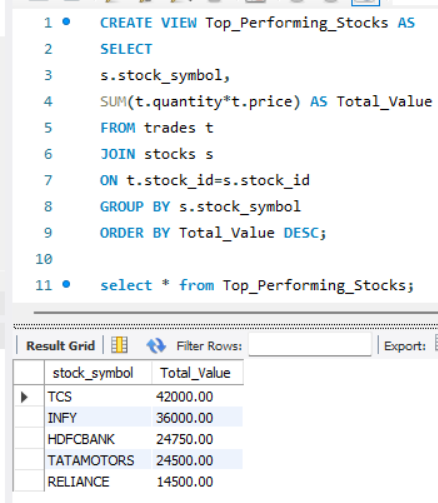 1 CREATE VIEW Top_Performing_Stocks AS
2 SELECT
3 s.stock_symbol,
4 SUM(t.quantity*t.price) AS Total_Value
5 FROM trades t
6 JOIN stocks s
7 ON t.stock_id=s.stock_id
8 GROUP BY s.stock_symbol
9 ORDER BY Total_Value DESC;
10
11 select * from Top_Performing_Stocks;
Result Grid Filter Rows: Export:
stock_symbol Total_Value
TCS 42000.00
INFY 36000.00
HDFCBANK 24750.00
TATAMOTORS 24500.00
RELIANCE 14500.00